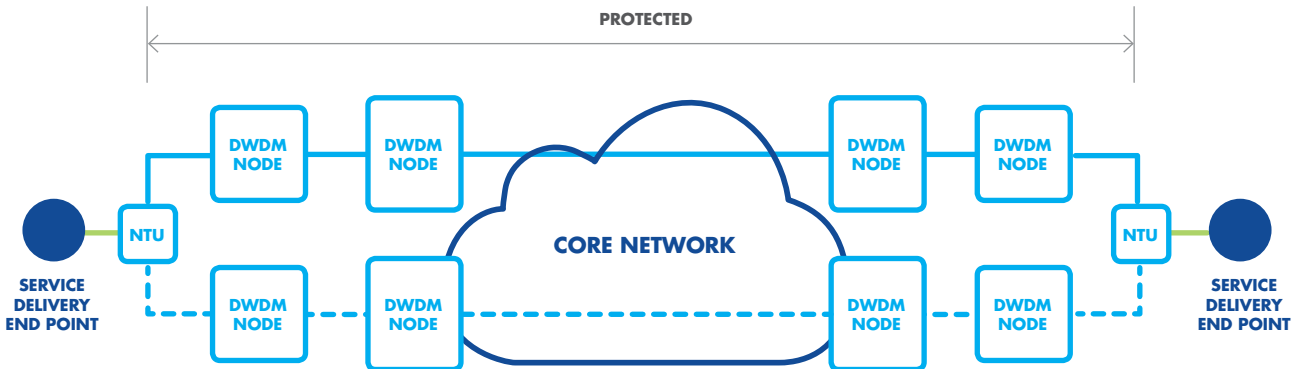 PROTECTED
DWDM
NODE
DWDM
NODE
DWDM
NODE
DWDM
NODE
NTU
CORE NETWORK
NTU
SERVICE
DELIVERY
END POINT
DWDM
NODE
DWDM
NODE
DWDM
NODE
DWDM
NODE
SERVICE
DELIVERY
END POINT